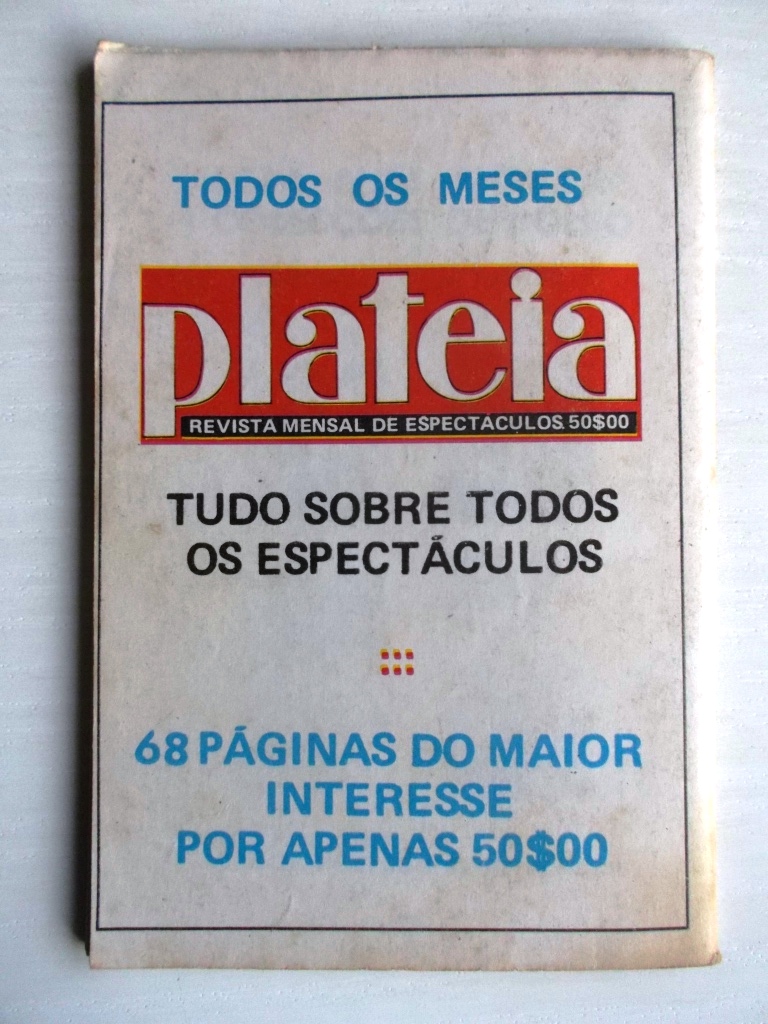 TODOS OS MESES
plateia
REVISTA MENSAL DE ESPECTÁCULOS. 50$00
TUDO SOBRE TODOS
OS ESPECTÁCULOS
68 PÁGINAS DO MAIOR
INTERESSE
POR APENAS 50$00